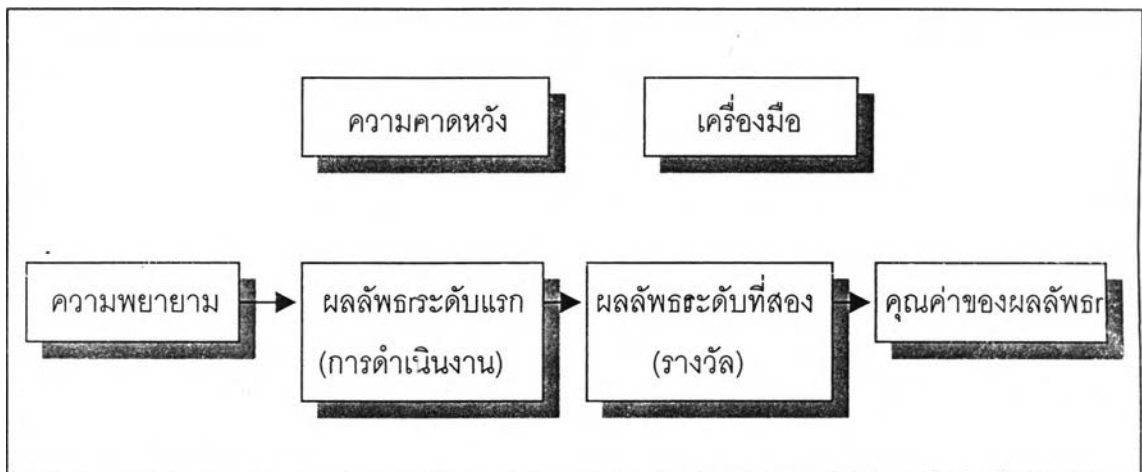 ความคาดหวัง
เครื่องมือ
ความพยายาม
ผลลัพธrระดับแรก
(การดำเนินงาน)
ผลลัพธระดับที่สอง
(รางวัล)
คุณค่าของผลลัพธr